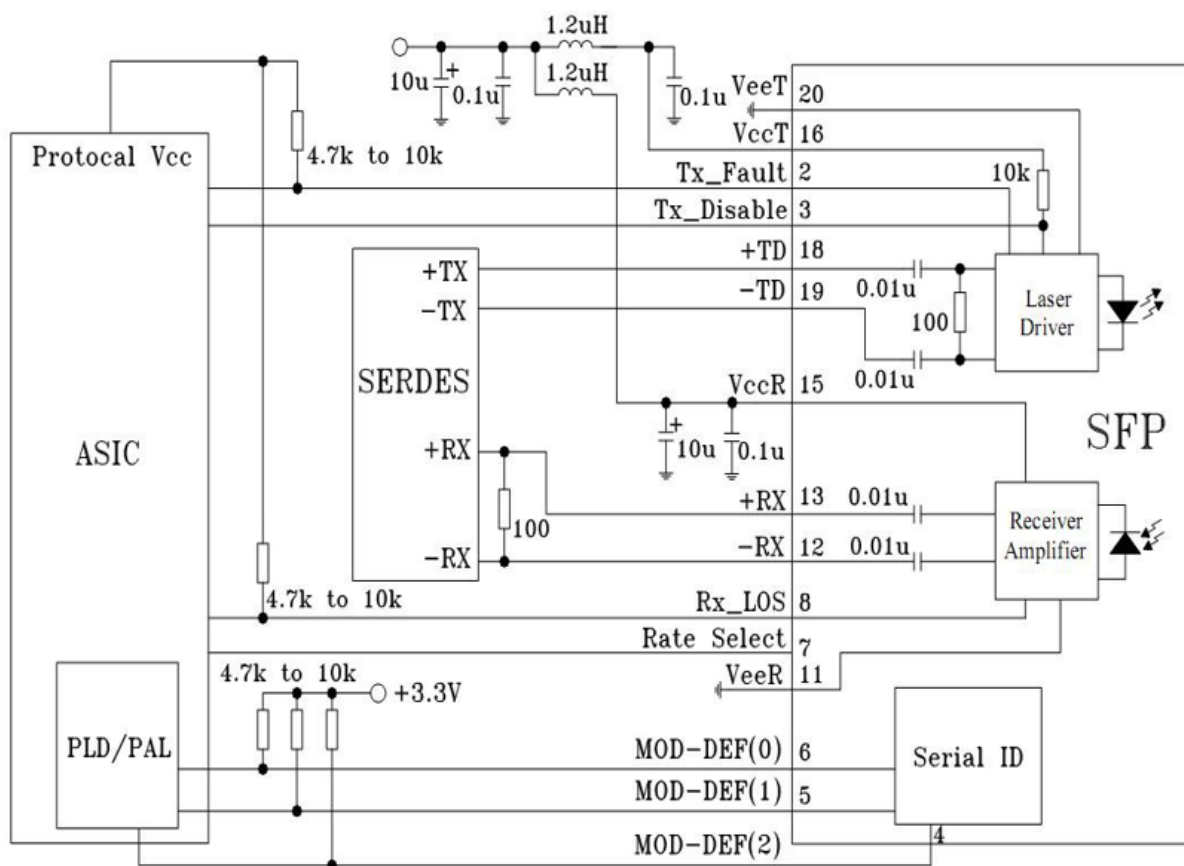 1.2uH
1.2uH
10u
+
0.1u
0.1u
VeeT 20
VccT 16
Protocal Vcc
4.7k to 10k
Tx_Fault 2
10k
Tx_Disable 3
+TX
+TD 18
0.01u
-TX
-TD 19
100
Laser
Driver
SERDES
0.01u
VccR 15
ASIC
+
10u
0.1u
SFP
+RX
+RX 13
0.01u
100
Receiver
Amplifier
-RX
-RX 12
0.01u
4.7k to 10k
Rx_LOS 8
Rate Select 7
4.7k to 10k
VeeR 11
+3.3V
PLD/PAL
MOD-DEF(0) 6
Serial ID
MOD-DEF(1) 5
MOD-DEF(2) 4